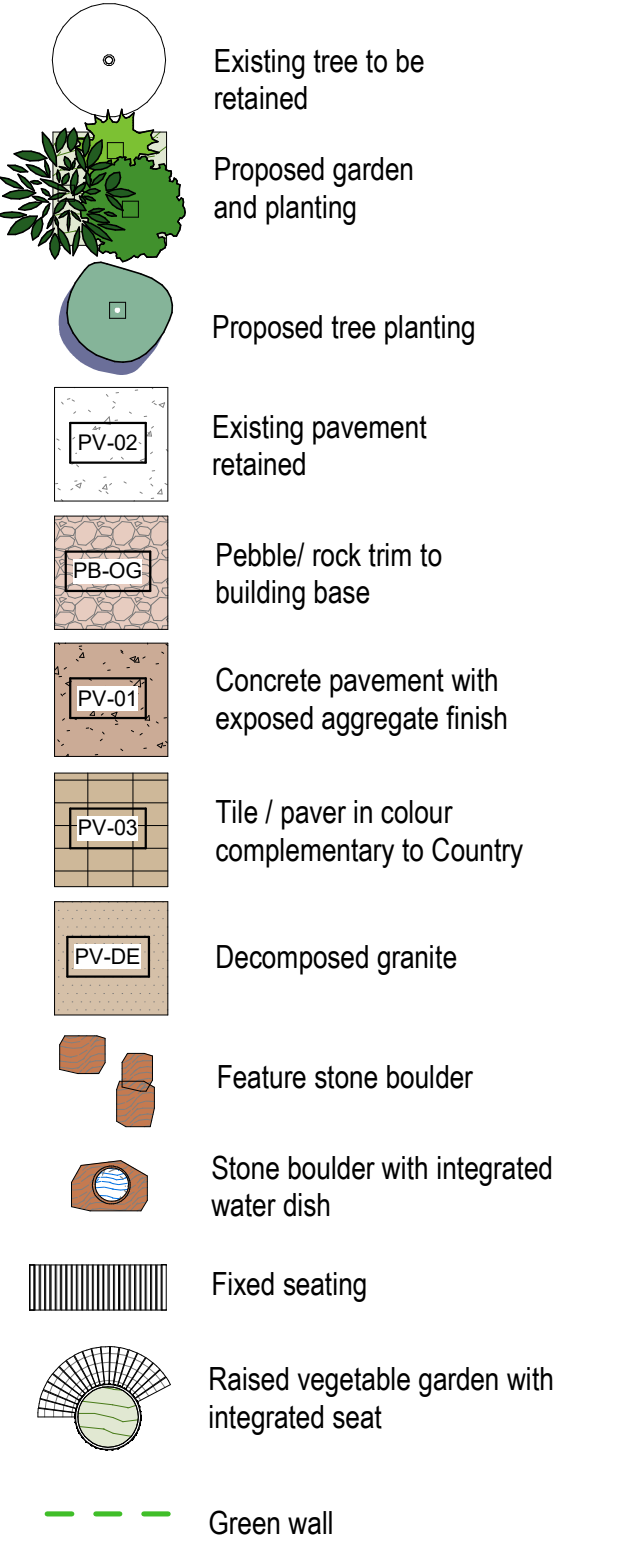 Existing tree to be
retained
Proposed garden
and planting
Proposed tree planting
PV-02
Existing pavement
retained
PB-OG
Pebble/ rock trim to
building base
PV-01
Concrete pavement with
exposed aggregate finish
PV-03
Tile / paver in colour
complementary to Country
PV-DE
Decomposed granite
Feature stone boulder
Stone boulder with integrated
water dish
Fixed seating
Raised vegetable garden with
integrated seat
Green wall